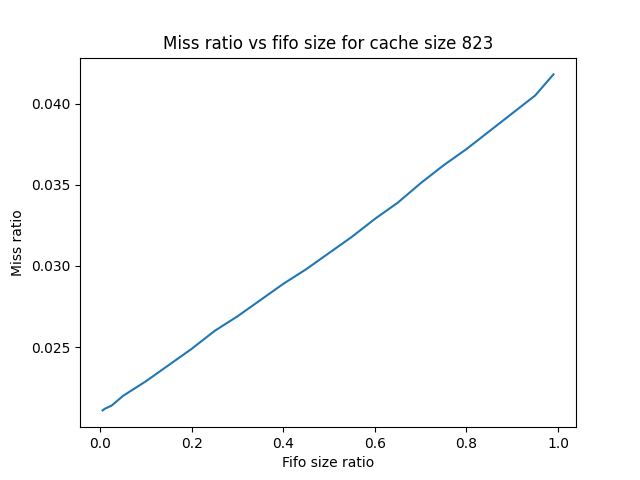 Miss ratio vs fifo size for cache size 823
0.040
0.035
0.030
0.025
Miss ratio
0.0 0.2 0.4 0.6 0.8 1.0
Fifo size ratio